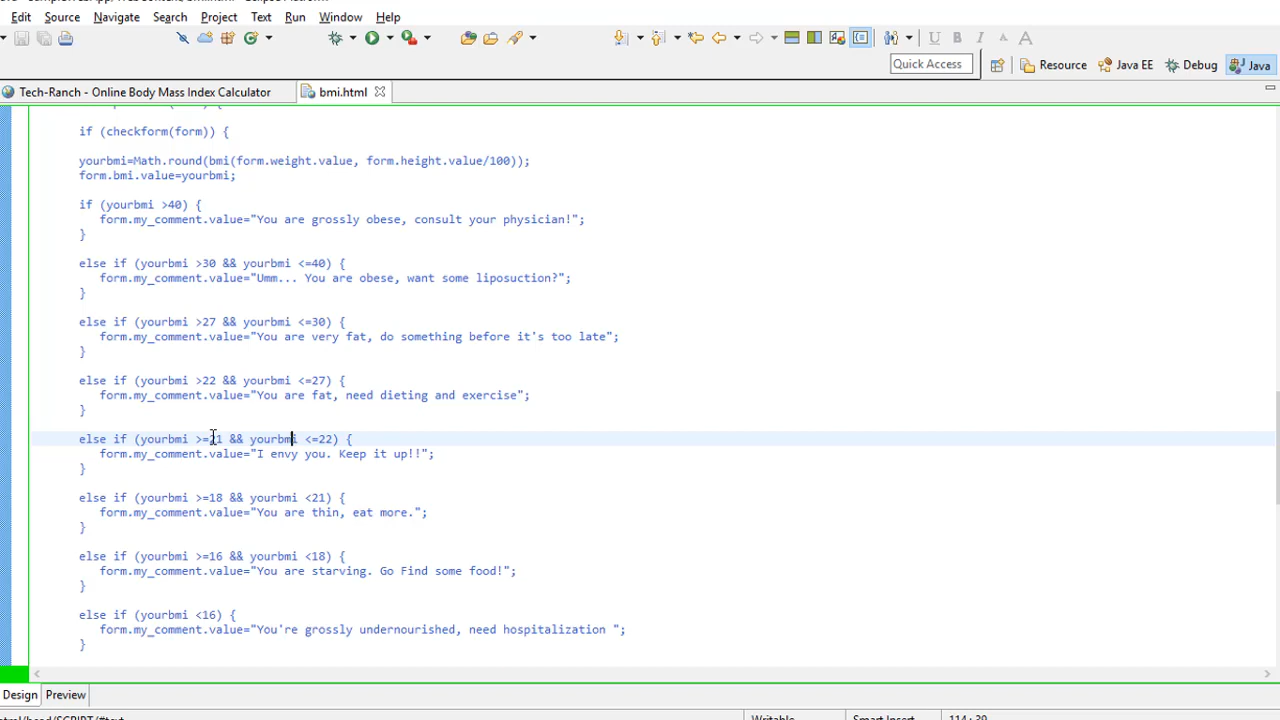 Edit Source Navigate Search Project Text Run Window Help
Quick Access Resource Java EE Debug Java
Tech-Ranch - Online Body Mass Index Calculator bmi.html
if (checkform(form)) {
yourbmi=Math.round(bmi(form.weight.value, form.height.value/100));
form.bmi.value=yourbmi;
if (yourbmi >40) {
form.my_comment.value="You are grossly obese, consult your physician!";
}
else if (yourbmi >30 && yourbmi <=40) {
form.my_comment.value="Umm... You are obese, want some liposuction?";
}
else if (yourbmi >27 && yourbmi <=30) {
form.my_comment.value="You are very fat, do something before it's too late";
}
else if (yourbmi >22 && yourbmi <=27) {
form.my_comment.value="You are fat, need dieting and exercise";
}
else if (yourbmi >=21 && yourbmi <=22) {
form.my_comment.value="I envy you. Keep it up!!";
}
else if (yourbmi >=18 && yourbmi <21) {
form.my_comment.value="You are thin, eat more.";
}
else if (yourbmi >=16 && yourbmi <18) {
form.my_comment.value="You are starving. Go Find some food!";
}
else if (yourbmi <16) {
form.my_comment.value="You're grossly undernourished, need hospitalization ";
}
Design Preview
Writable Smart Insert 114 : 39